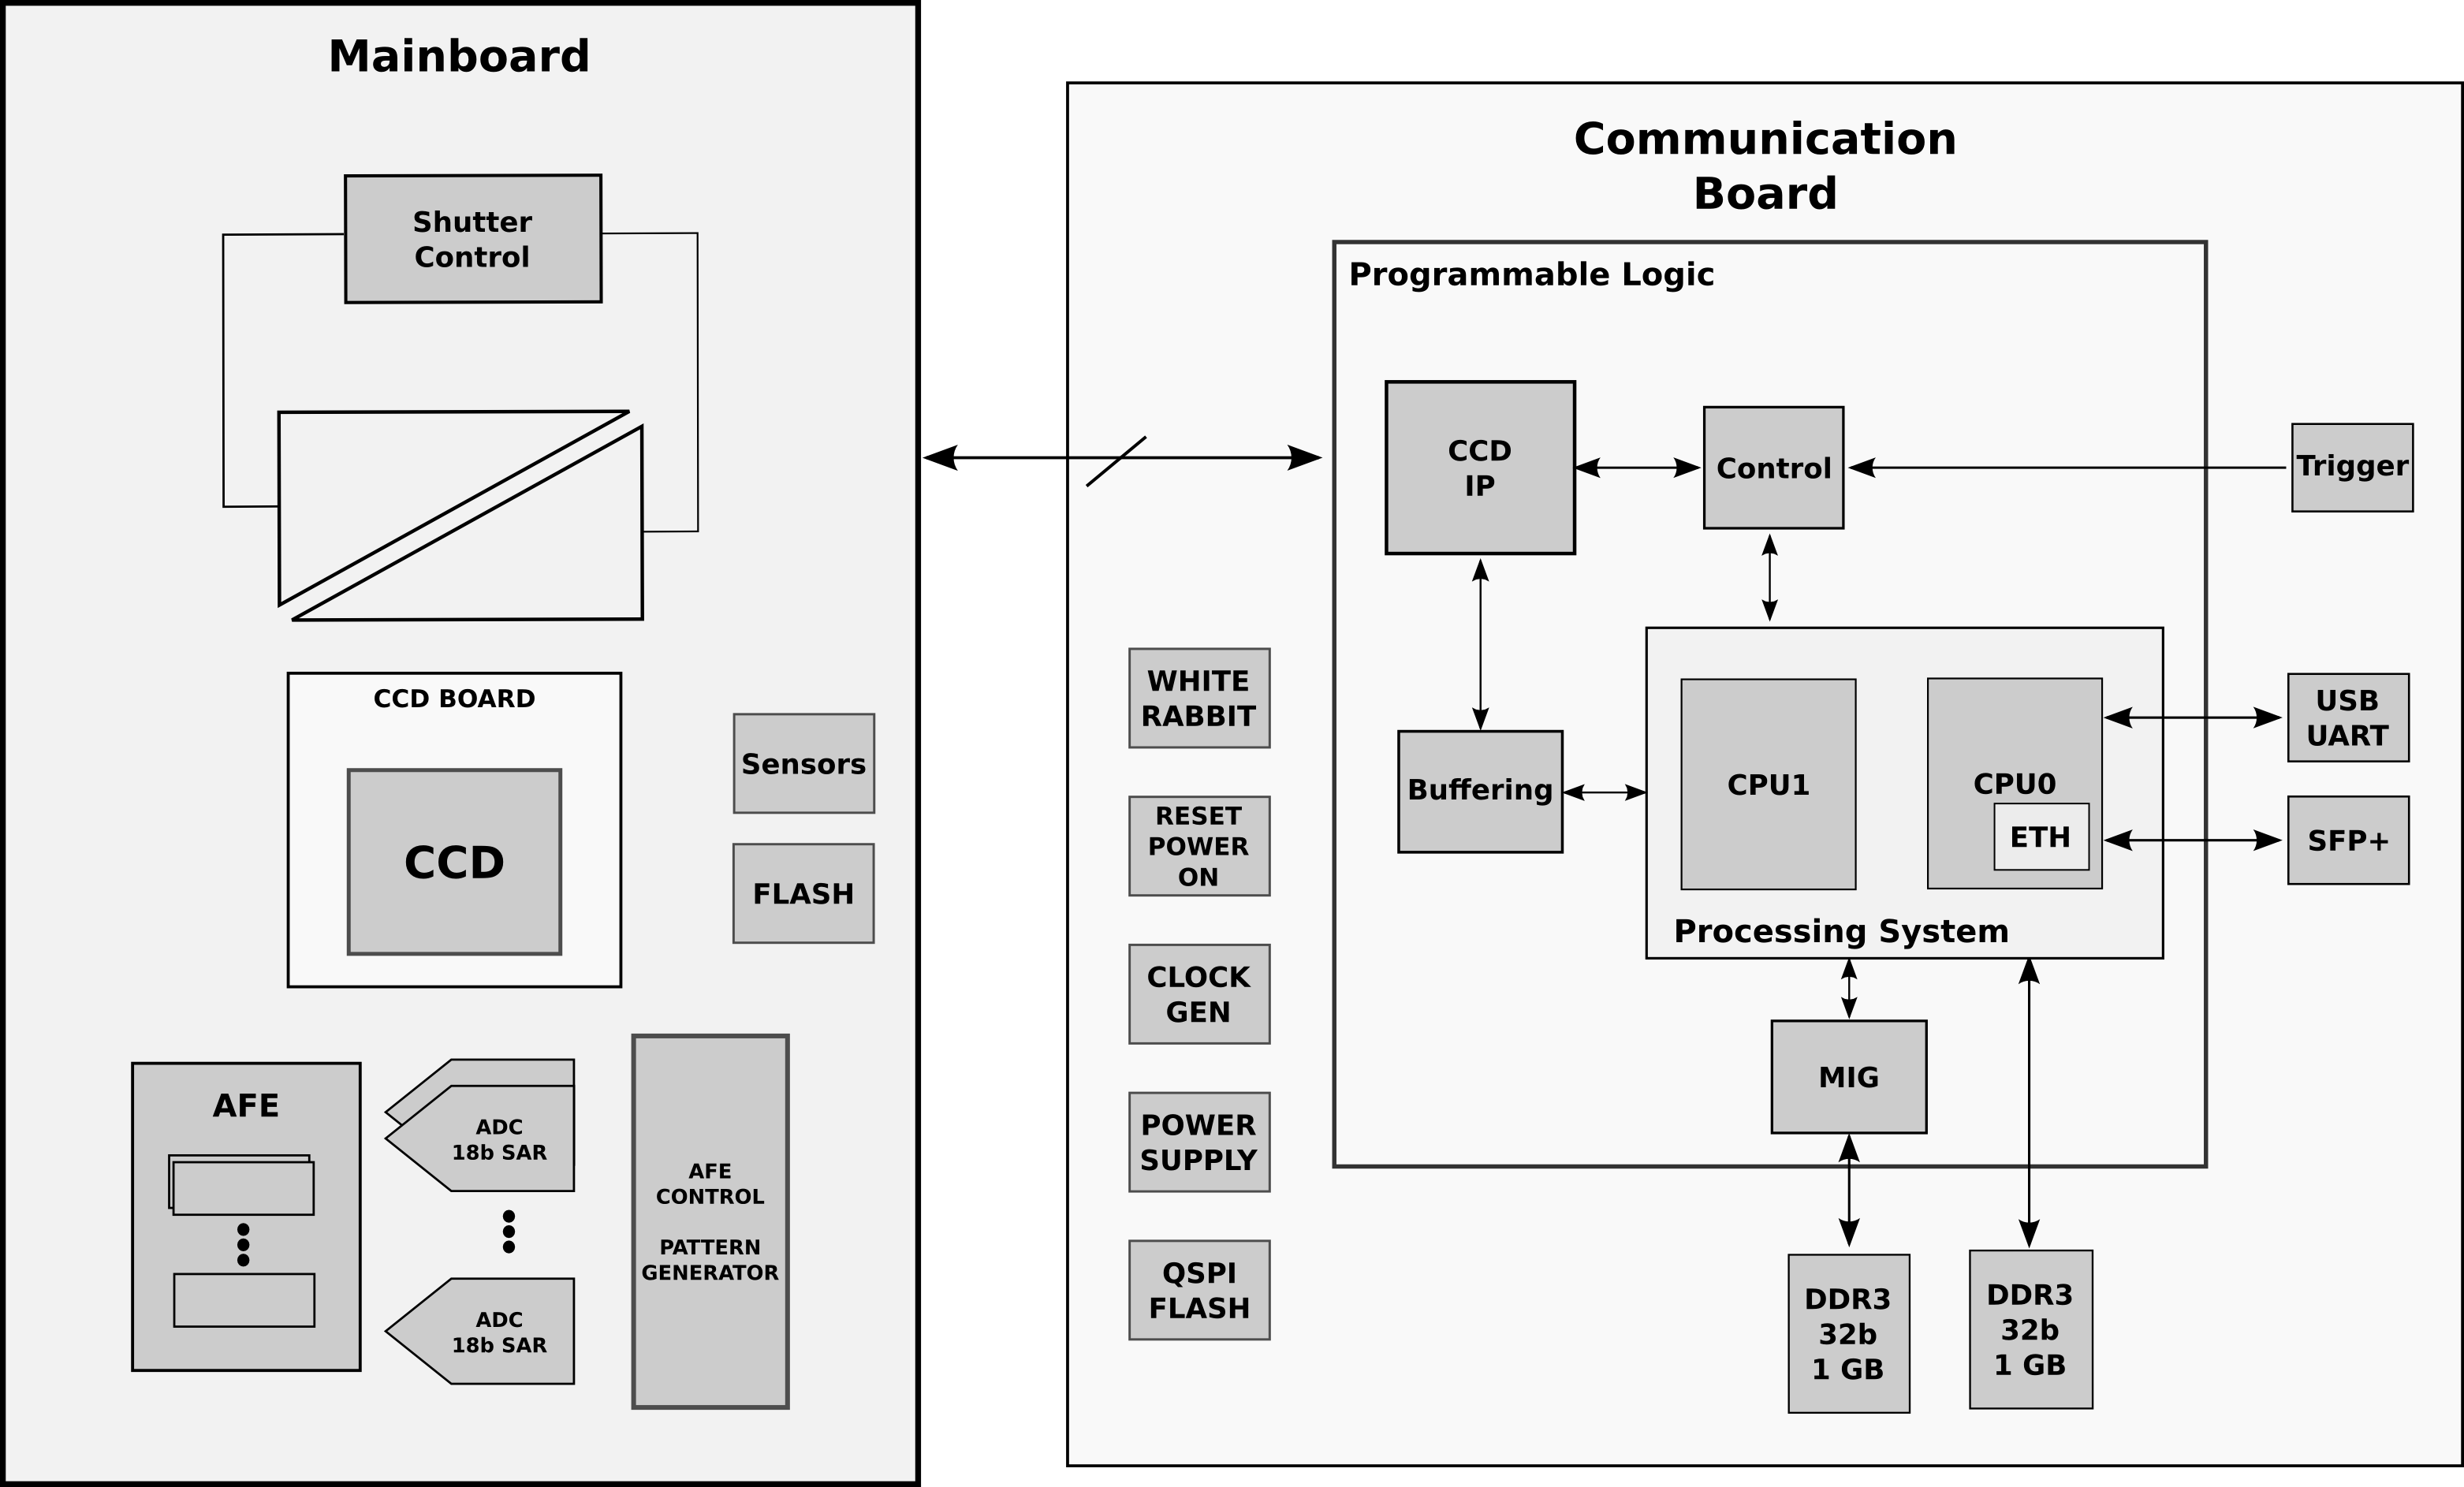 Mainboard
Shutter
Control
CCD BOARD
CCD
Sensors
FLASH
AFE
ADC
18b SAR
ADC
18b SAR
AFE
CONTROL
PATTERN
GENERATOR
Communication
Board
Programmable Logic
CCD
IP
Control
Trigger
WHITE
RABBIT
RESET
POWER
ON
CLOCK
GEN
POWER
SUPPLY
QSPI
FLASH
Buffering
CPU1
CPU0
ETH
Processing System
USB
UART
SFP+
MIG
DDR3
32b
1 GB
DDR3
32b
1 GB